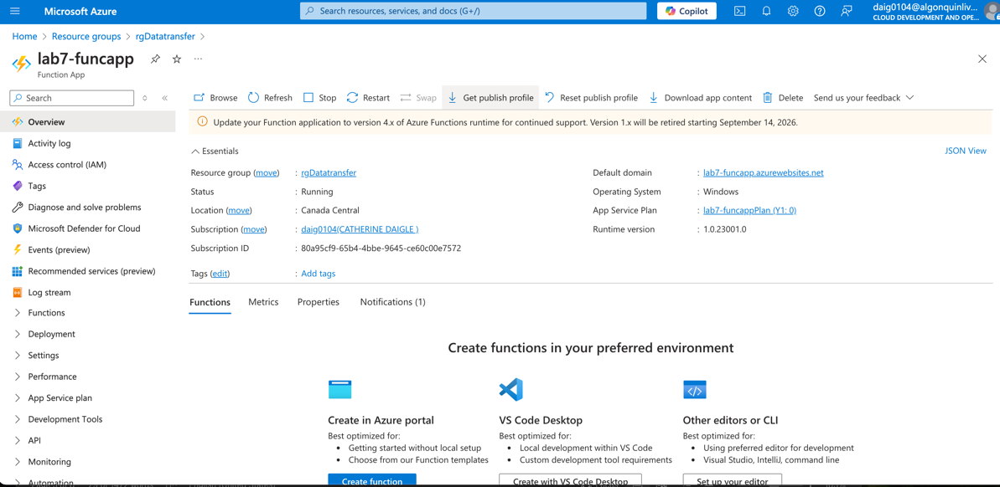 Microsoft Azure
Search resources, services, and docs (G+/)
Copilot
daig0104@algonquinliv...
CLOUD DEVELOPMENT AND OPE...
Home > Resource groups > rgDatatransfer >
lab7-funcapp
Function App
Search
Browse Refresh Stop Restart Swap Get publish profile Reset publish profile Download app content Delete Send us your feedback
Overview
Activity log
Access control (IAM)
Tags
Diagnose and solve problems
Microsoft Defender for Cloud
Events (preview)
Recommended services (preview)
Log stream
Functions
Deployment
Settings
Performance
App Service plan
Development Tools
API
Monitoring
Automation
Update your Function application to version 4.x of Azure Functions runtime for continued support. Version 1.x will be retired starting September 14, 2026.
Essentials
JSON View
Resource group (move) : rgDatatransfer
Status : Running
Location (move) : Canada Central
Subscription (move) : daig0104(CATHERINE DAIGLE )
Subscription ID : 80a95cf9-65b4-4bbe-9645-ce60c00e7572
Tags (edit) : Add tags
Default domain : lab7-funcapp.azurewebsites.net
Operating System : Windows
App Service Plan : lab7-funcappPlan (Y1: 0)
Runtime version : 1.0.23001.0
Functions Metrics Properties Notifications (1)
Create functions in your preferred environment
Create in Azure portal
Best optimized for:
• Getting started without local setup
• Choose from our Function templates
Create function
VS Code Desktop
Best optimized for:
• Local development within VS Code
• Custom development tool requirements
Create with VS Code Desktop
Other editors or CLI
Best optimized for:
• Using preferred editor for development
• Visual Studio, IntelliJ, command line
Set up your editor